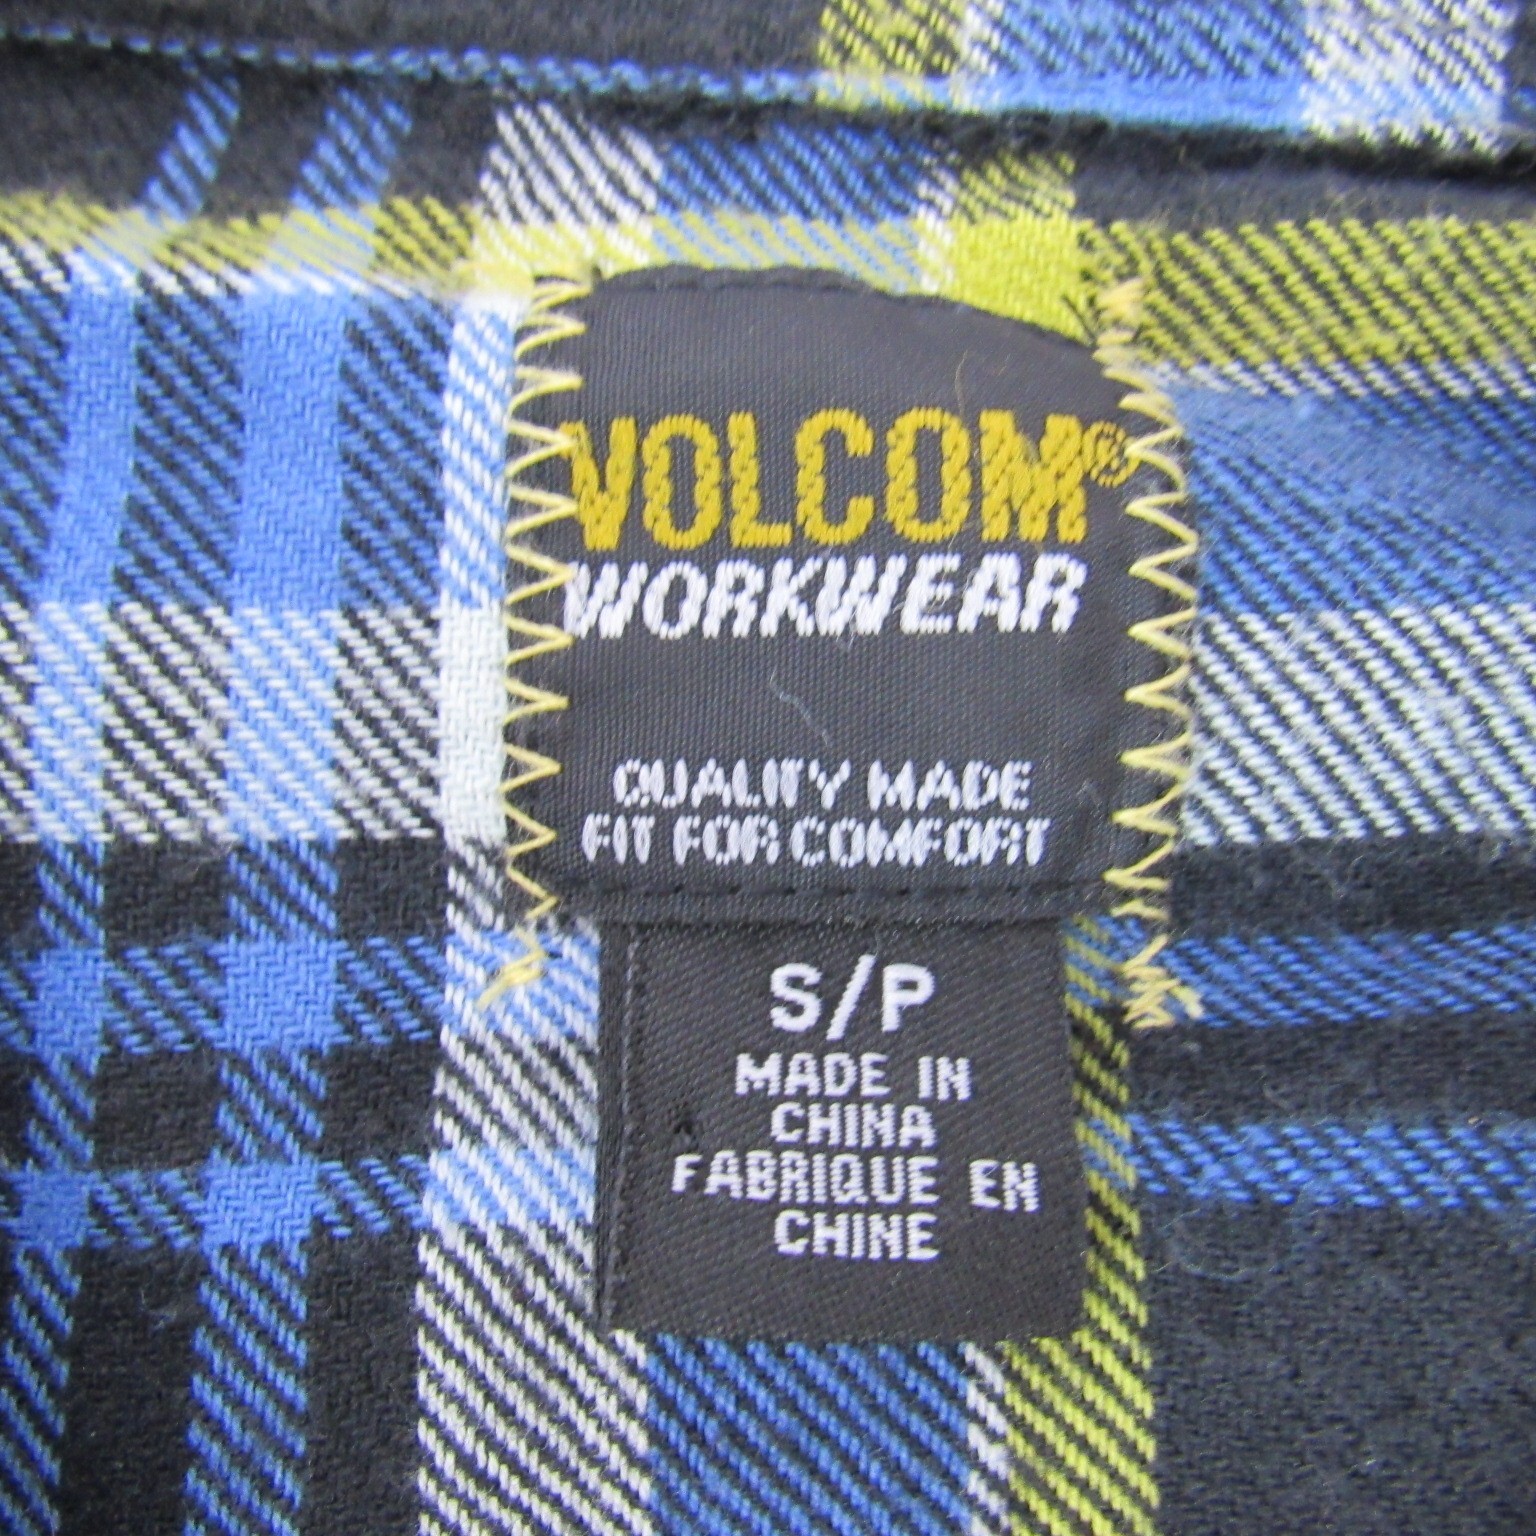 VOLCOM®
WORKWEAR
QUALITY MADE
FIT FOR COMFORT
S/P
MADE IN
CHINA
FABRIQUE EN
CHINE